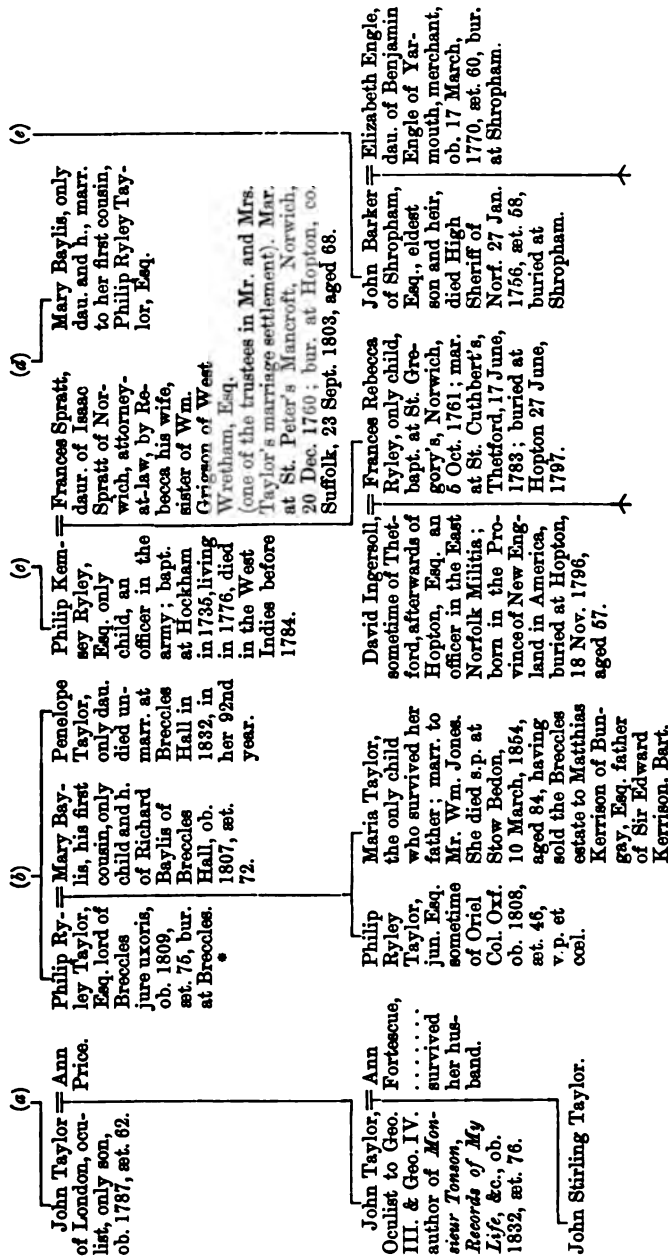 (a)
John Taylor = Ann
of London, ocu- Price.
list, only son,
ob. 1787, æt. 62.
John Taylor, = Ann
Oculist to Geo. Fortescue,
III. & Geo. IV. .......
author of Mon- survived
sieur Tonson, her hus-
Records of My band.
Life, &c., ob.
1832, æt. 76.
John Stirling Taylor.
(b)
Philip Ry-
ley Taylor,
Esq. lord of
Breccles
jure uxoris,
ob. 1809,
æt. 75, bur.
at Breccles.
*
= Mary Bay-
lis, his first
cousin, only
child and h.
of Richard
Baylis of
Breccles
Hall, ob.
1807, æt.
72.
Penelope
Taylor,
only dau.
died un-
marr. at
Breccles
Hall in
1832, in
her 92nd
year.
Philip
Ryley
Taylor,
jun. Esq.
sometime
of Oriel
Col. Oxf.
ob. 1808,
æt. 46,
v.p. et
cœl.
Maria Taylor,
the only child
who survived her
father; marr. to
Mr. Wm. Jones.
She died s.p. at
Stow Bedon,
10 March, 1854,
aged 84, having
sold the Breccles
estate to Matthias
Kerrison of Bun-
gay, Esq. father
of Sir Edward
Kerrison, Bart.
(c)
Philip Kem-
sey Ryley,
Esq. only
child, an
officer in the
army; bapt.
at Hockham
in 1735, living
in 1776, died
in the West
Indies before
1784.
= Frances Spratt,
daur. of Isaac
Spratt of Nor-
wich, attorney-
at-law, by Re-
becca his wife,
sister of Wm.
Grigson of West
Wretham, Esq.
(one of the trustees in Mr. and Mrs.
Taylor's marriage settlement). Mar.
at St. Peter's Mancroft, Norwich,
20 Dec. 1760; bur. at Hopton, co.
Suffolk, 23 Sept. 1803, aged 68.
David Ingersoll,
sometime of Thet-
ford, afterwards of
Hopton, Esq. an
officer in the East
Norfolk Militia;
born in the Pro-
vince of New Eng-
land in America,
buried at Hopton,
18 Nov. 1796,
aged 57.
= Frances Rebecca
Ryley, only child,
bapt. at St. Gre-
gory's, Norwich,
5 Oct. 1761; mar.
at St. Cuthbert's,
Thetford, 17 June,
1783; buried at
Hopton 27 June,
1797.
(d)
Mary Baylis, only
dau. and h., marr.
to her first cousin,
Philip Ryley Tay-
lor, Esq.
(e)
John Barker
of Shropham,
Esq., eldest
son and heir,
died High
Sheriff of
Norf. 27 Jan.
1756, æt. 58,
buried at
Shropham.
= Elizabeth Engle,
dau. of Benjamin
Engle of Yar-
mouth, merchant,
ob. 17 March,
1770, æt. 60, bur.
at Shropham.